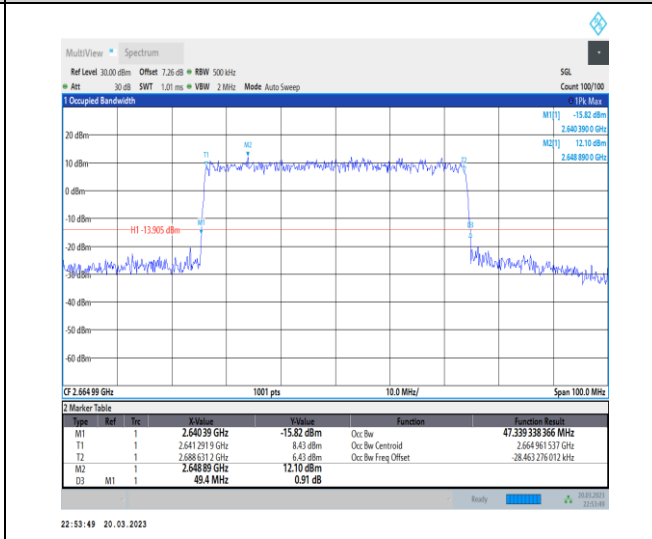 MultiView Spectrum
Ref Level 30.00 dBm Offset 7.26 dB RBW 500 kHz SGL
Att 30 dB SWT 1.01 ms VBW 2 MHz Mode Auto Sweep Count 100/100
1 Occupied Bandwidth 1Pk Max
M1[1] -15.82 dBm
2.640 390 0 GHz
M2[1] 12.10 dBm
2.648 890 0 GHz
20 dBm
M2
T1
T2
10 dBm
0 dBm
-10 dBm
M1
D3
H1 -13.905 dBm
-20 dBm
-30 dBm
-40 dBm
-50 dBm
-60 dBm
CF 2.664 99 GHz 1001 pts 10.0 MHz/ Span 100.0 MHz
2 Marker Table
Type Ref Trc X-Value Y-Value Function Function Result
M1 1 2.640 39 GHz -15.82 dBm Occ Bw 47.339 338 366 MHz
T1 1 2.641 291 9 GHz 8.43 dBm Occ Bw Centroid 2.664 961 537 GHz
T2 1 2.688 631 2 GHz 6.43 dBm Occ Bw Freq Offset -28.463 276 012 kHz
M2 1 2.648 89 GHz 12.10 dBm
D3 M1 1 49.4 MHz 0.91 dB
Ready 20.03.2023
22:53:49
22:53:49 20.03.2023